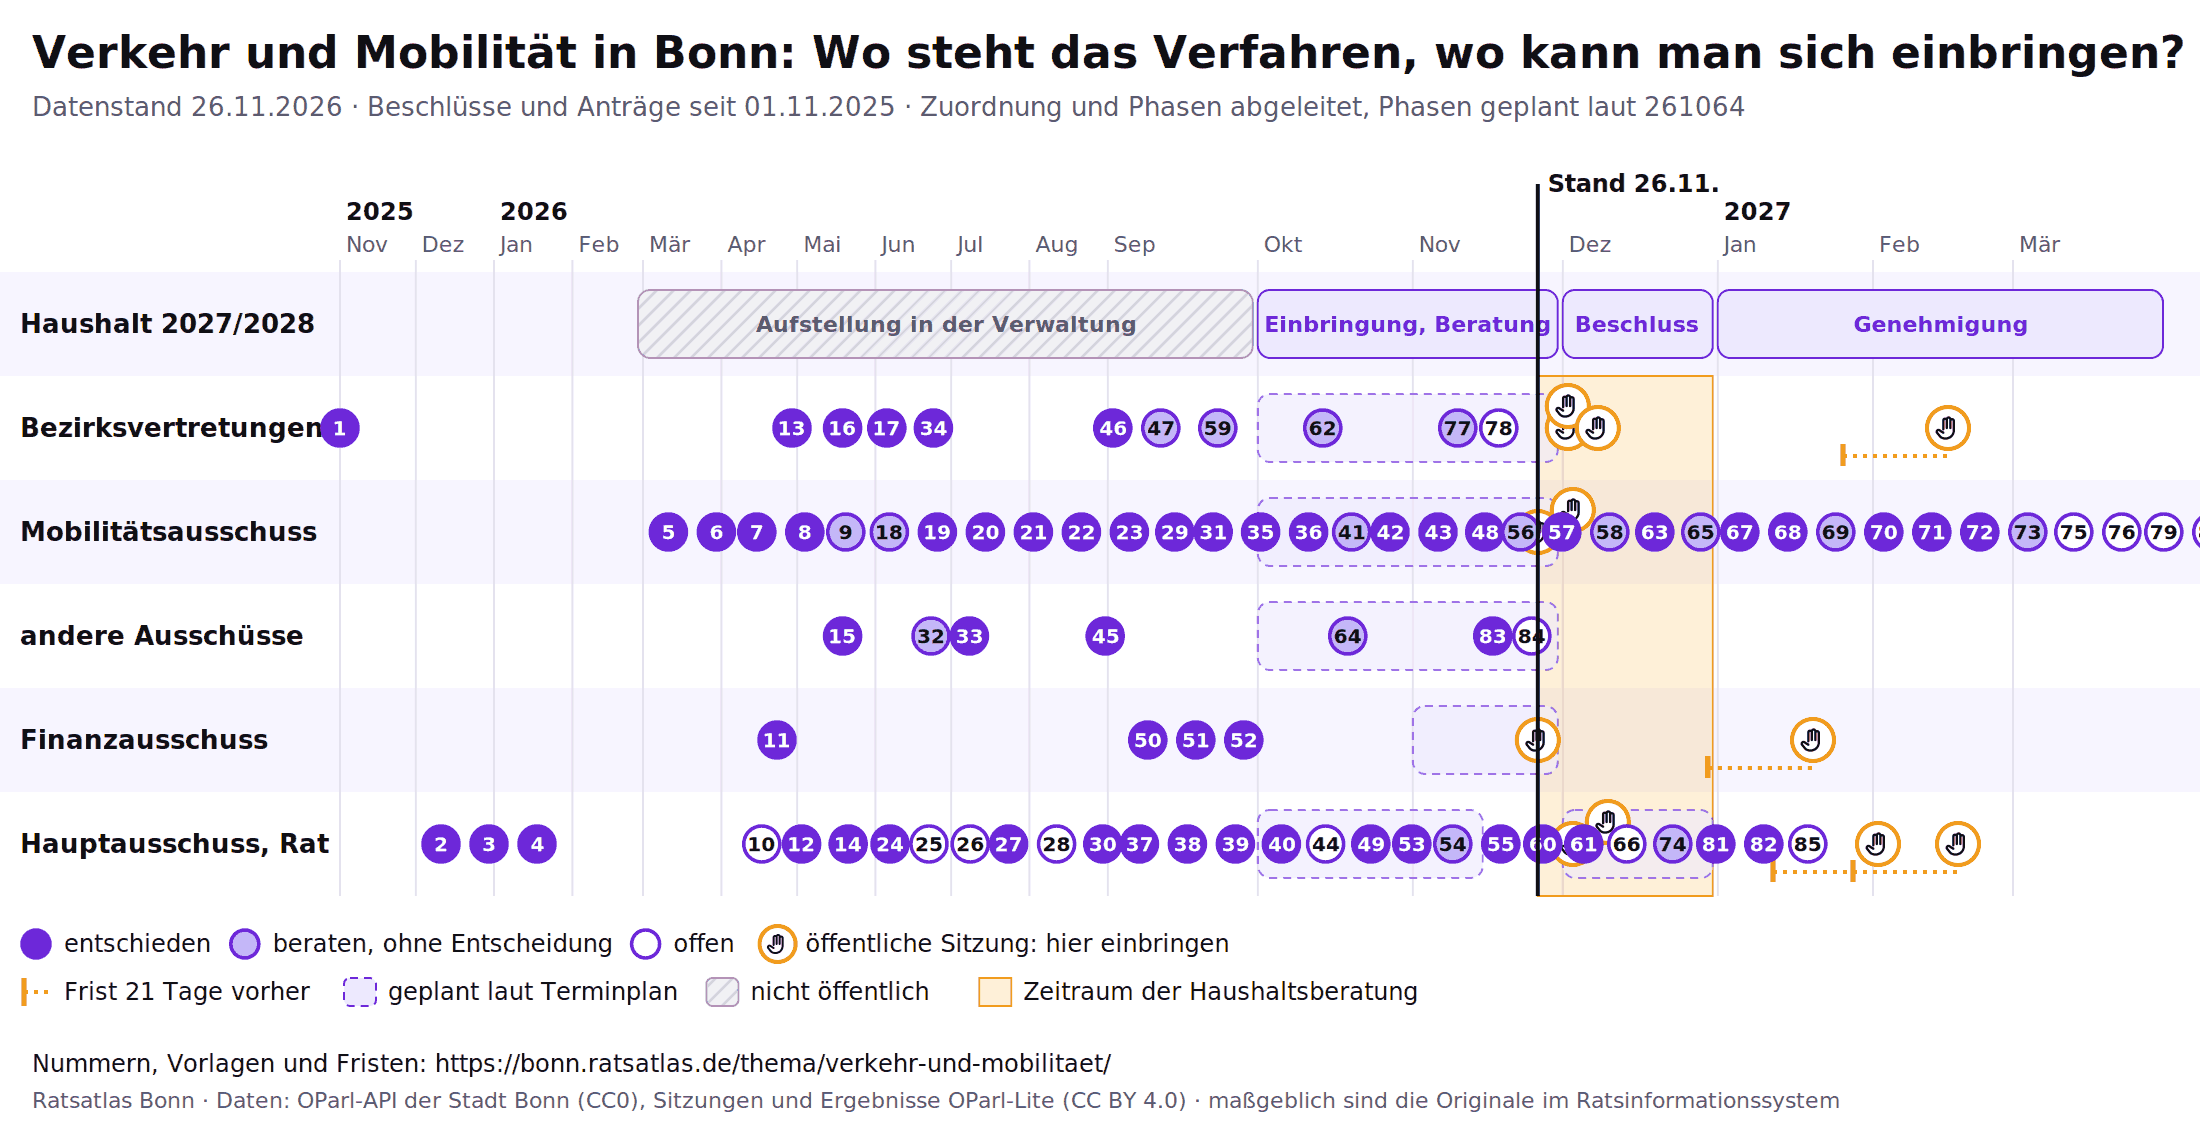 Verkehr und Mobilität in Bonn: Wo steht das Verfahren, wo kann man sich einbringen?
Datenstand 26.11.2026 · Beschlüsse und Anträge seit 01.11.2025 · Zuordnung und Phasen abgeleitet, Phasen geplant laut 261064
Stand 26.11.
2025 2026 2027
Nov Dez Jan Feb Mär Apr Mai Jun Jul Aug Sep Okt Nov Dez Jan Feb Mär
Haushalt 2027/2028 Aufstellung in der Verwaltung Einbringung, Beratung Beschluss Genehmigung
Bezirksvertretungen 1 13 16 17 34 46 47 59 62 77 78
Mobilitätsausschuss 5 6 7 8 9 18 19 20 21 22 23 29 31 35 36 41 42 43 48 56 57 58 63 65 67 68 69 70 71 72 73 75 76 79
andere Ausschüsse 15 32 33 45 64 83 84
Finanzausschuss 11 50 51 52
Hauptausschuss, Rat 2 3 4 10 12 14 24 25 26 27 28 30 37 38 39 40 44 49 53 54 55 60 61 66 74 81 82 85
entschieden beraten, ohne Entscheidung offen öffentliche Sitzung: hier einbringen
Frist 21 Tage vorher geplant laut Terminplan nicht öffentlich Zeitraum der Haushaltsberatung
Nummern, Vorlagen und Fristen: https://bonn.ratsatlas.de/thema/verkehr-und-mobilitaet/
Ratsatlas Bonn · Daten: OParl-API der Stadt Bonn (CC0), Sitzungen und Ergebnisse OParl-Lite (CC BY 4.0) · maßgeblich sind die Originale im Ratsinformationssystem